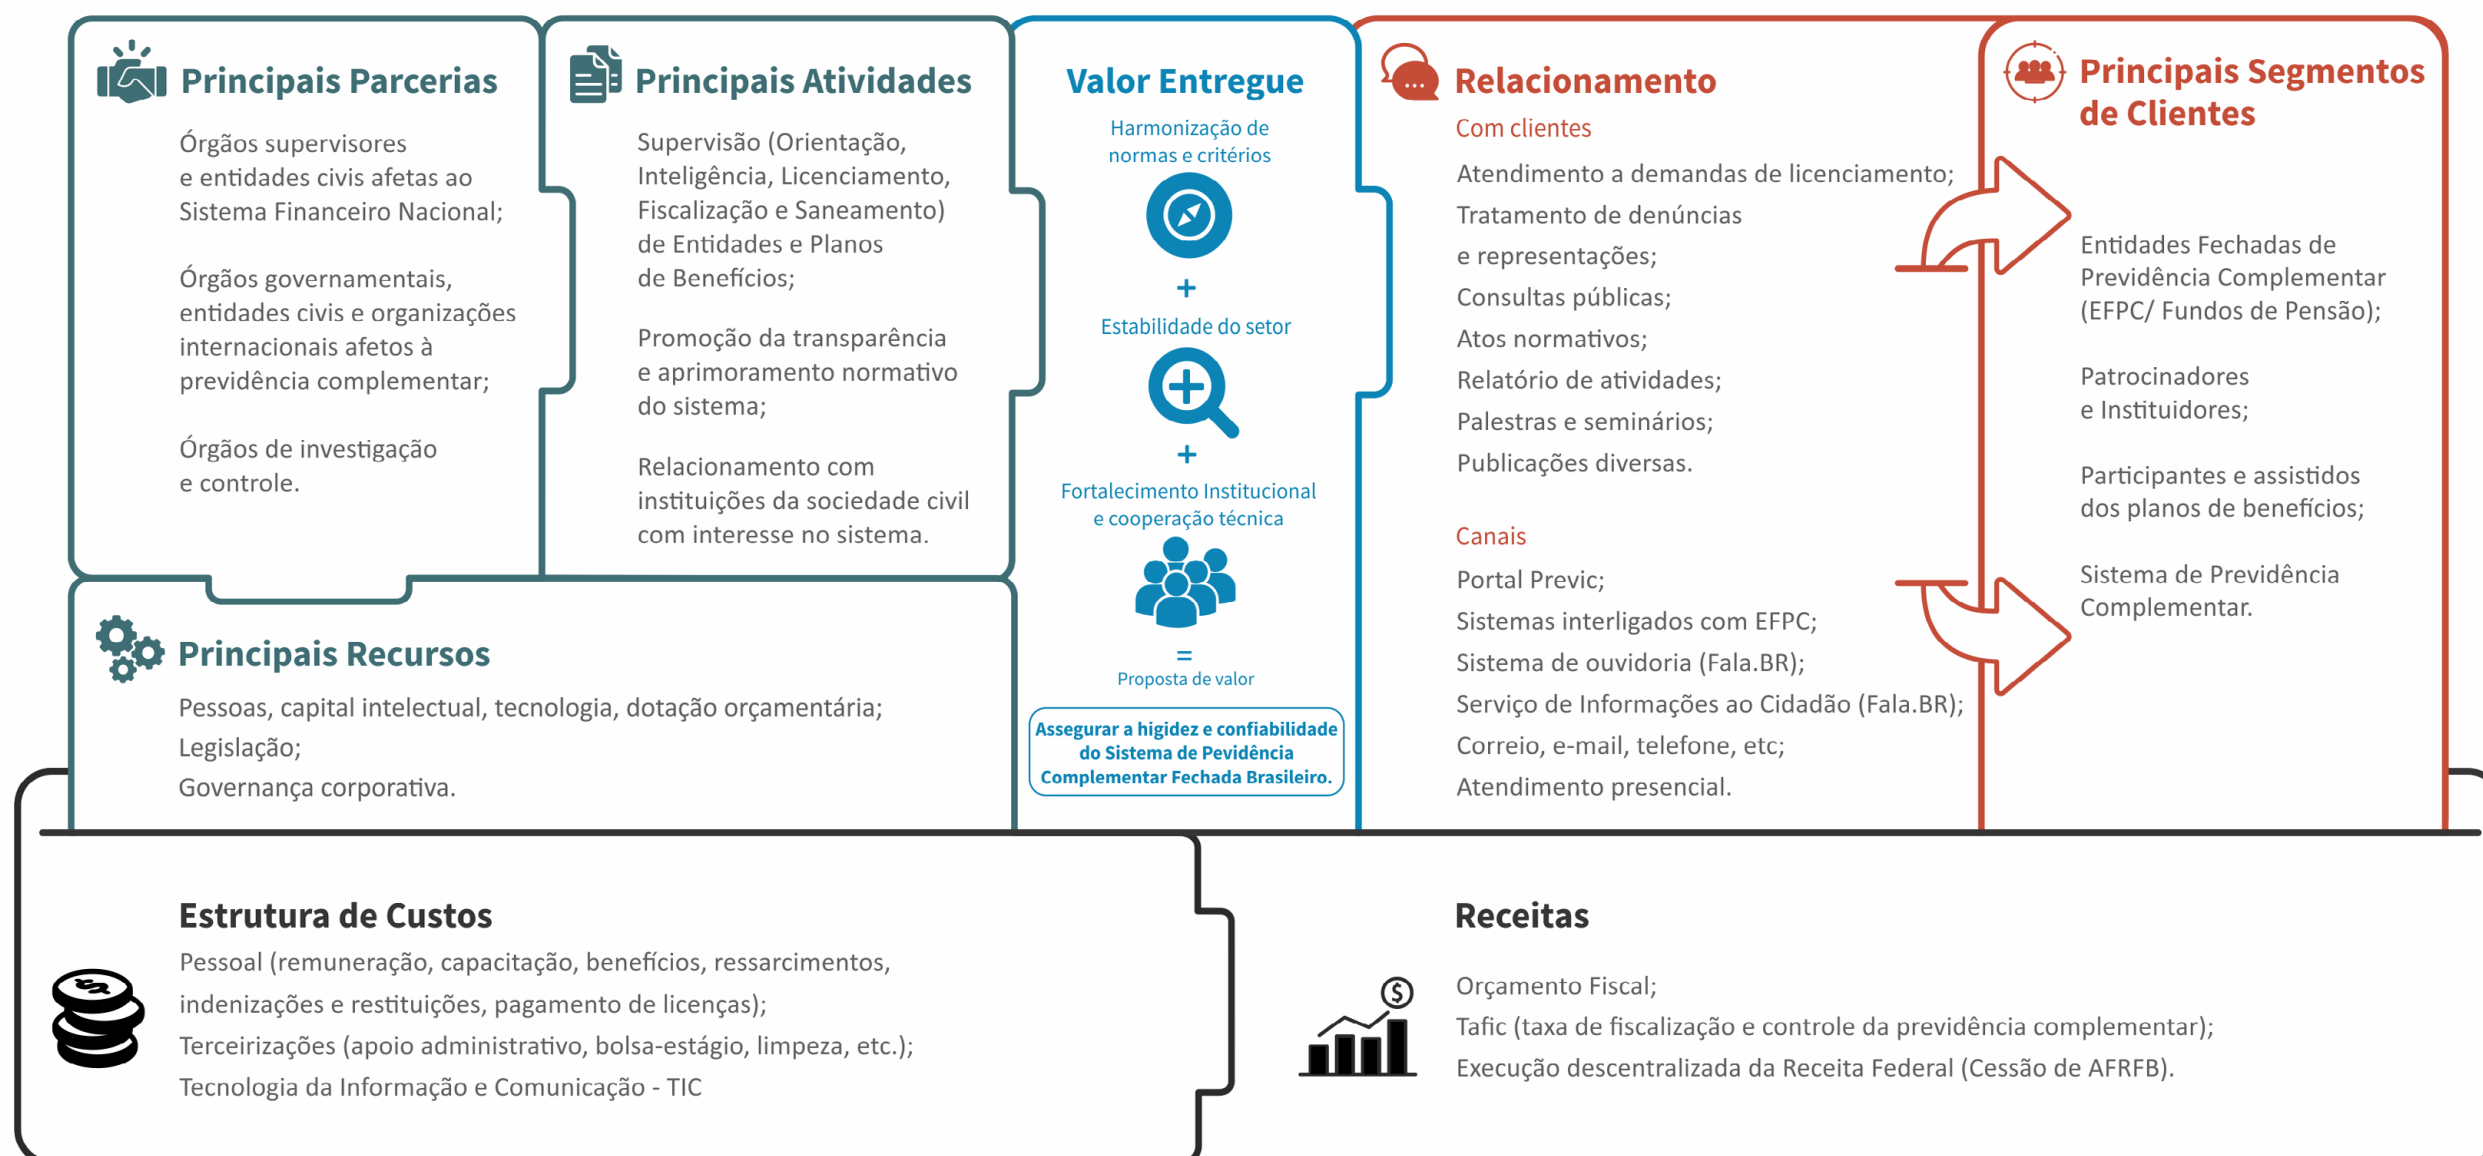 Principais Parcerias
Órgãos supervisores
e entidades civis afetas ao
Sistema Financeiro Nacional;
Órgãos governamentais,
entidades civis e organizações
internacionais afetos à
previdência complementar;
Órgãos de investigação
e controle.
Principais Atividades
Supervisão (Orientação,
Inteligência, Licenciamento,
Fiscalização e Saneamento)
de Entidades e Planos
de Benefícios;
Promoção da transparência
e aprimoramento normativo
do sistema;
Relacionamento com
instituições da sociedade civil
com interesse no sistema.
Principais Recursos
Pessoas, capital intelectual, tecnologia, dotação orçamentária;
Legislação;
Governança corporativa.
Valor Entregue
Harmonização de
normas e critérios
+
Estabilidade do setor
+
Fortalecimento Institucional
e cooperação técnica
=
Proposta de valor
Assegurar a higidez e confiabilidade
do Sistema de Pevidência
Complementar Fechada Brasileiro.
Relacionamento
Com clientes
Atendimento a demandas de licenciamento;
Tratamento de denúncias
e representações;
Consultas públicas;
Atos normativos;
Relatório de atividades;
Palestras e seminários;
Publicações diversas.
Canais
Portal Previc;
Sistemas interligados com EFPC;
Sistema de ouvidoria (Fala.BR);
Serviço de Informações ao Cidadão (Fala.BR);
Correio, e-mail, telefone, etc;
Atendimento presencial.
Principais Segmentos
de Clientes
Entidades Fechadas de
Previdência Complementar
(EFPC/ Fundos de Pensão);
Patrocinadores
e Instituidores;
Participantes e assistidos
dos planos de benefícios;
Sistema de Previdência
Complementar.
Estrutura de Custos
Pessoal (remuneração, capacitação, benefícios, ressarcimentos,
indenizações e restituições, pagamento de licenças);
Terceirizações (apoio administrativo, bolsa-estágio, limpeza, etc.);
Tecnologia da Informação e Comunicação - TIC
Receitas
Orçamento Fiscal;
Tafic (taxa de fiscalização e controle da previdência complementar);
Execução descentralizada da Receita Federal (Cessão de AFRFB).